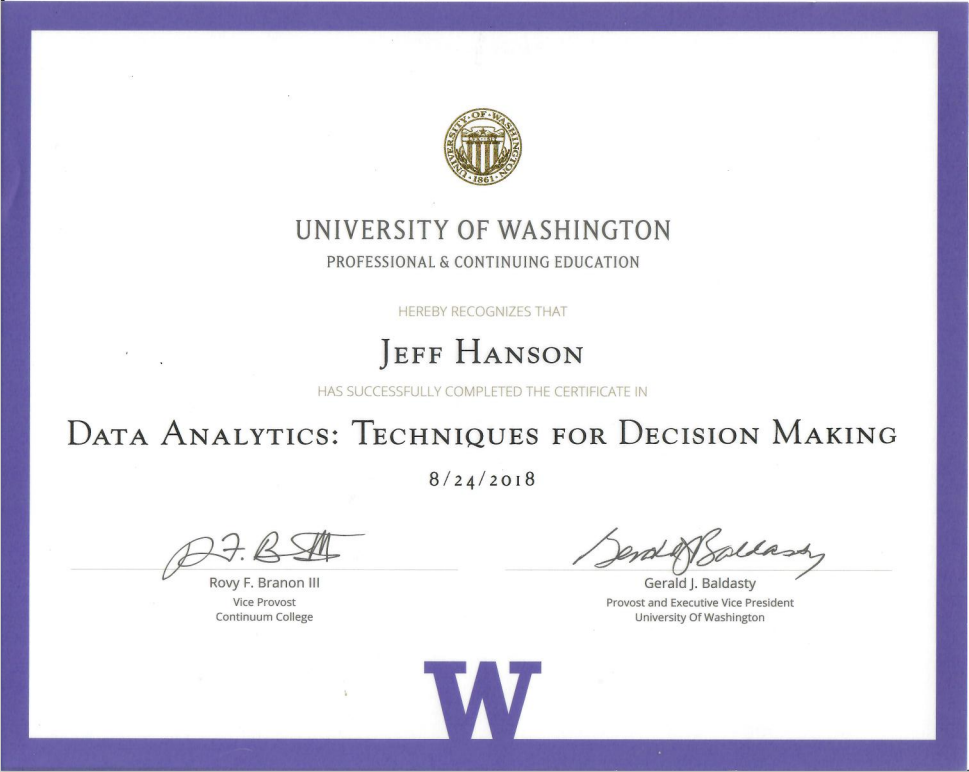 UNIVERSITY·OF·WASHINGTON
·1861·
UNIVERSITY OF WASHINGTON
PROFESSIONAL & CONTINUING EDUCATION
HEREBY RECOGNIZES THAT
JEFF HANSON
HAS SUCCESSFULLY COMPLETED THE CERTIFICATE IN
DATA ANALYTICS: TECHNIQUES FOR DECISION MAKING
8/24/2018
Rovy F. Branon III
Vice Provost
Continuum College
Gerald J Baldasty
Gerald J. Baldasty
Provost and Executive Vice President
University Of Washington
W